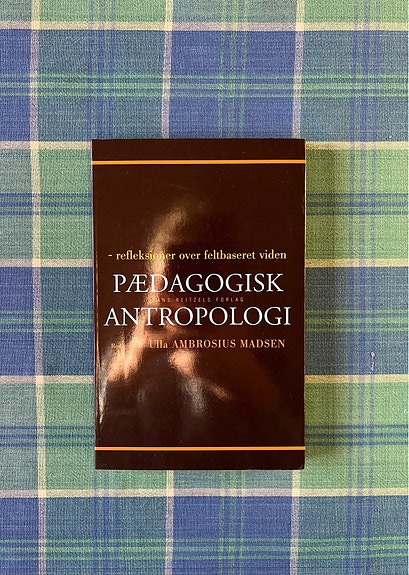 - refleksioner over feltbaseret viden
PÆDAGOGISK
HANS REITZELS FORLAG
ANTROPOLOGI
Ulla AMBROSIUS MADSEN